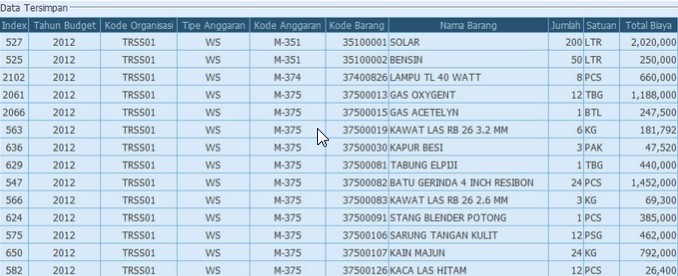 Data Tersimpan
Index Tahun Budget Kode Organisasi Tipe Anggaran Kode Anggaran Kode Barang Nama Barang Jumlah Satuan Total Biaya
527 2012 TRSS01 WS M-351 35100001 SOLAR 200 LTR 2,020,000
525 2012 TRSS01 WS M-351 35100002 BENSIN 50 LTR 250,000
2102 2012 TRSS01 WS M-374 37400826 LAMPU TL 40 WATT 8 PCS 660,000
2061 2012 TRSS01 WS M-375 37500013 GAS OXYGENT 12 TBG 1,188,000
2066 2012 TRSS01 WS M-375 37500015 GAS ACETELYN 1 BTL 247,500
563 2012 TRSS01 WS M-375 37500019 KAWAT LAS RB 26 3.2 MM 6 KG 181,792
636 2012 TRSS01 WS M-375 37500030 KAPUR BESI 3 PAK 47,520
629 2012 TRSS01 WS M-375 37500081 TABUNG ELPIJI 1 TBG 440,000
547 2012 TRSS01 WS M-375 37500082 BATU GERINDA 4 INCH RESIBON 24 PCS 1,452,000
566 2012 TRSS01 WS M-375 37500083 KAWAT LAS RB 26 2.6 MM 3 KG 69,300
624 2012 TRSS01 WS M-375 37500091 STANG BLENDER POTONG 1 PCS 385,000
575 2012 TRSS01 WS M-375 37500106 SARUNG TANGAN KULIT 12 PSG 462,000
650 2012 TRSS01 WS M-375 37500107 KAIN MAJUN 24 KG 792,000
582 2012 TRSS01 WS M-375 37500126 KACA LAS HITAM 12 PCS 26,400